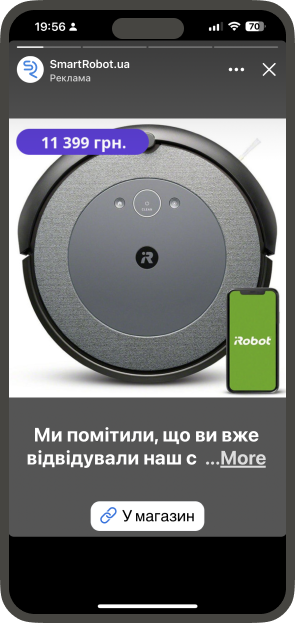 19:56
70
SmartRobot.ua
Реклама
11 399 грн.
CLEAN
iR
iRobot
Ми помітили, що ви вже
відвідували наш с ...More
У магазин